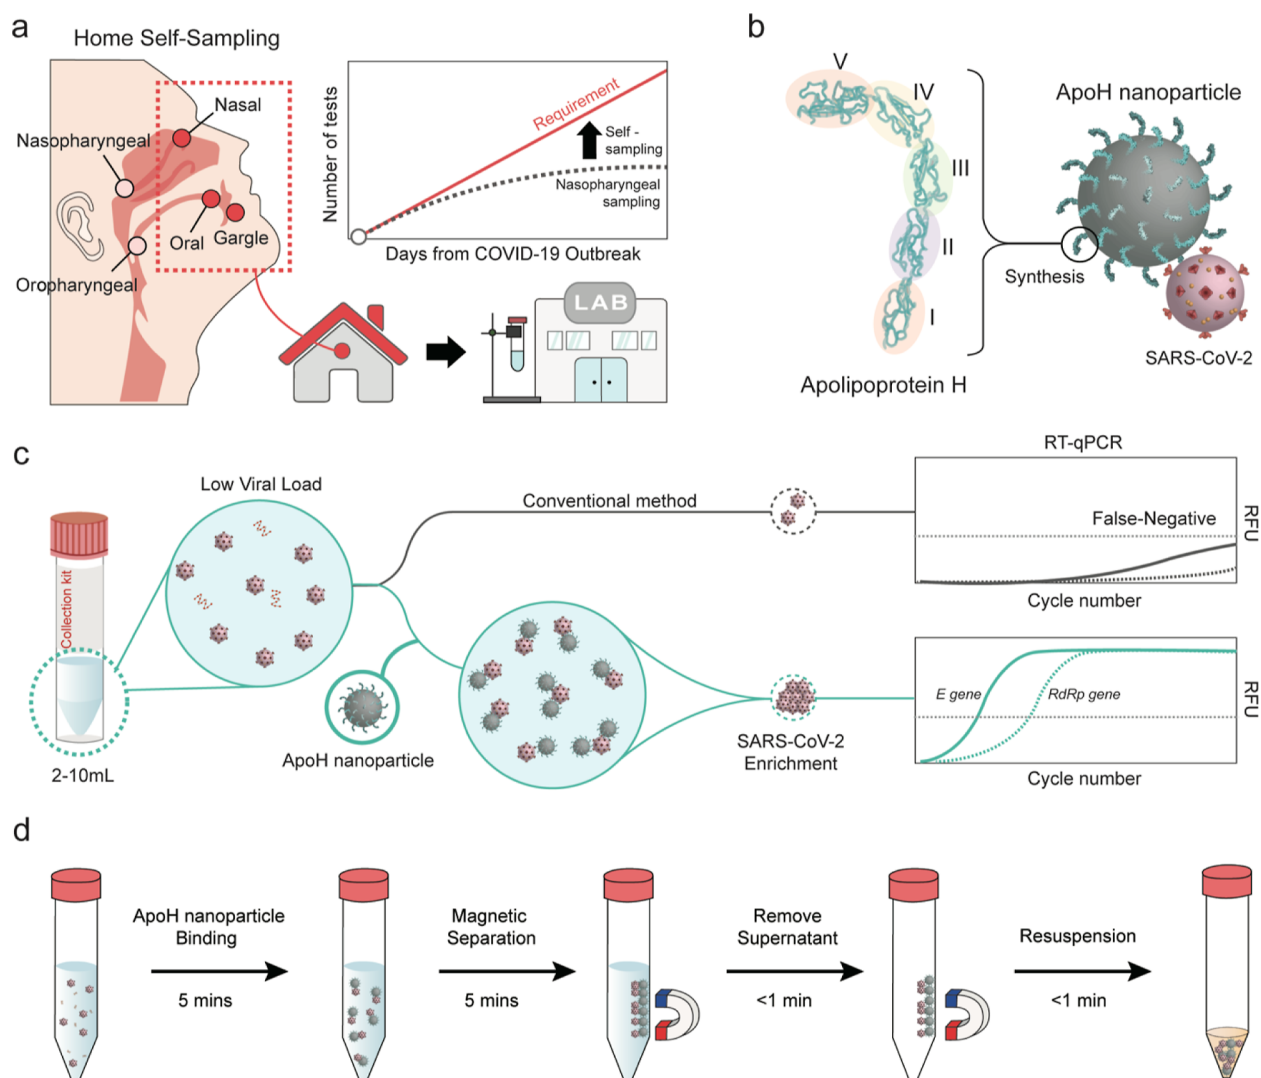 a
Home Self-Sampling
Nasal
Nasopharyngeal
Oral
Gargle
Oropharyngeal
Number of tests
Requirement
Self -
sampling
Nasopharyngeal
sampling
Days from COVID-19 Outbreak
LAB
b
V
IV
III
II
I
Apolipoprotein H
Synthesis
ApoH nanoparticle
SARS-CoV-2
c
Collection kit
2-10mL
Low Viral Load
Conventional method
ApoH nanoparticle
SARS-CoV-2
Enrichment
RT-qPCR
False-Negative
RFU
Cycle number
E gene
RdRp gene
RFU
Cycle number
d
ApoH nanoparticle
Binding
5 mins
Magnetic
Separation
5 mins
Remove
Supernatant
<1 min
Resuspension
<1 min